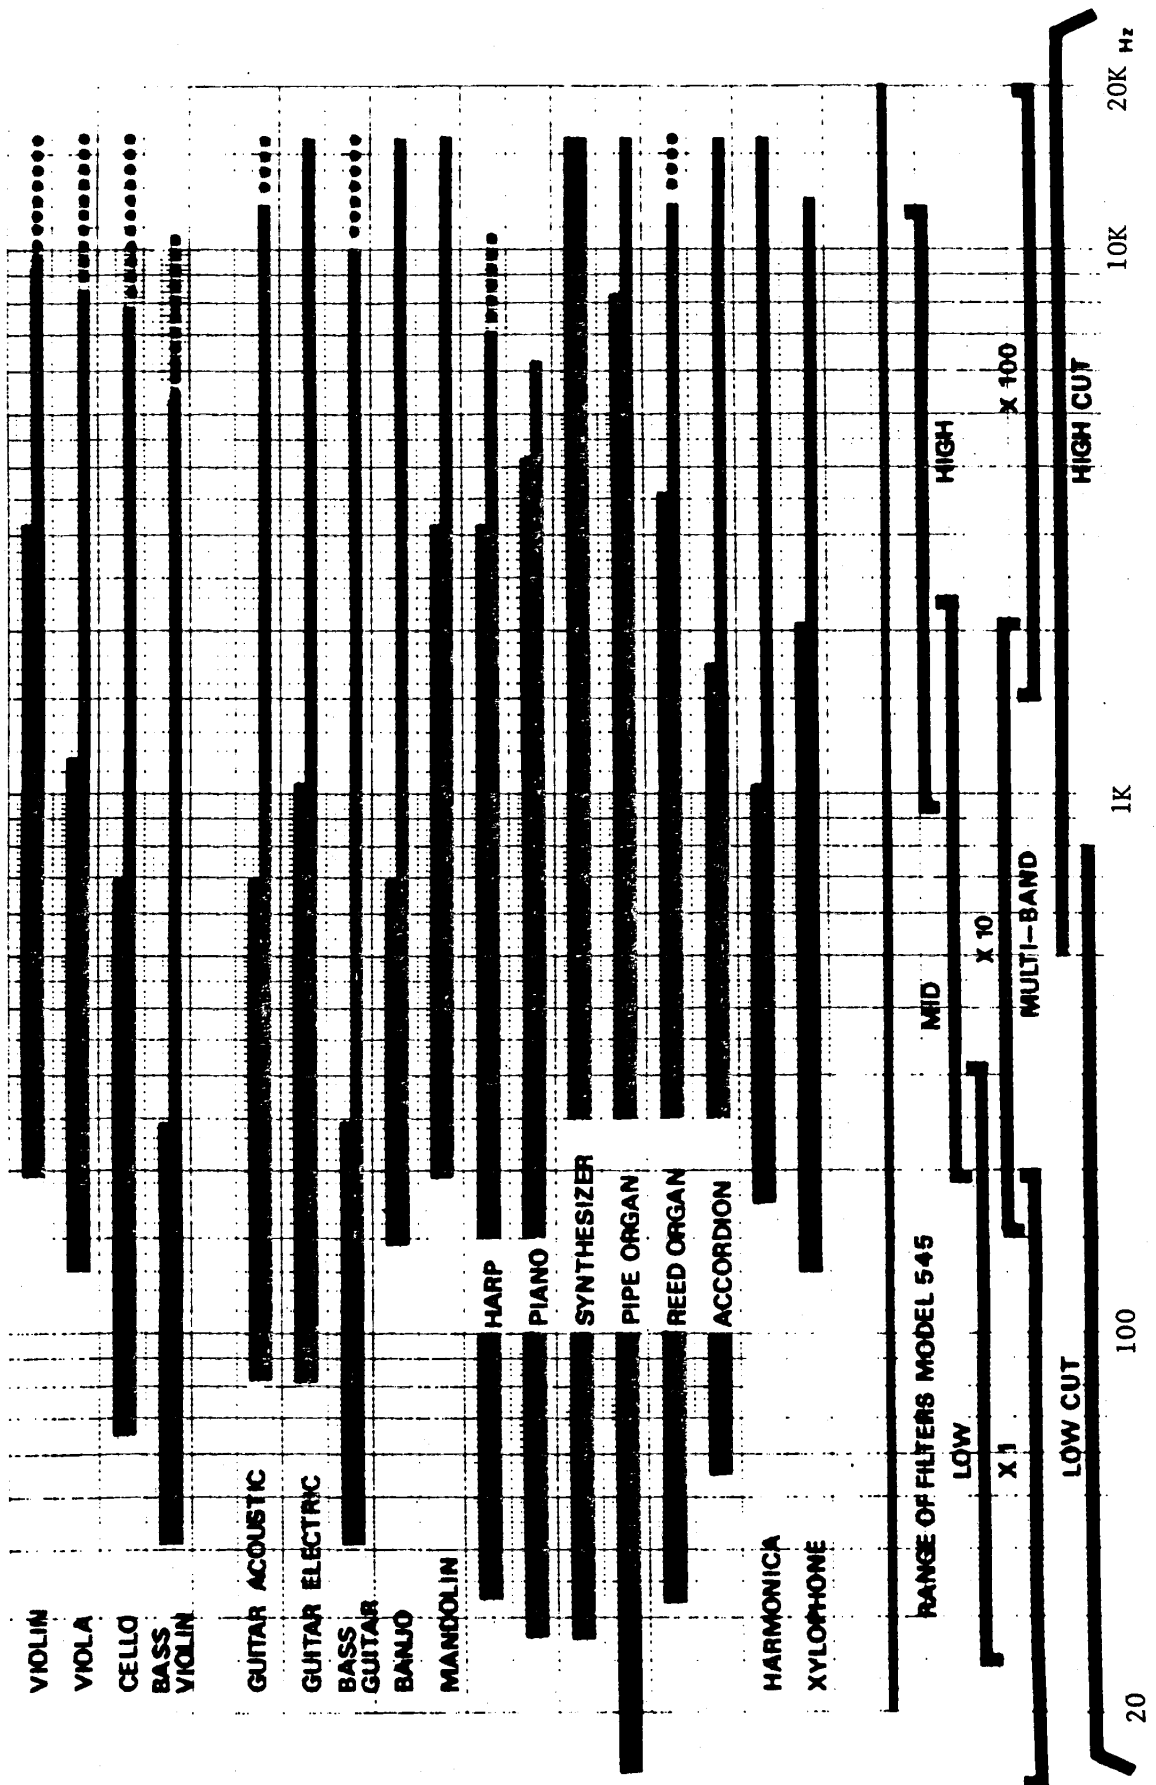 VIOLIN
VIOLA
CELLO
BASS
VIOLIN
GUITAR ACOUSTIC
GUITAR ELECTRIC
BASS
GUITAR
BANJO
MANDOLIN
HARP
PIANO
SYNTHESIZER
PIPE ORGAN
REED ORGAN
ACCORDION
HARMONICA
XYLOPHONE
RANGE OF FILTERS MODEL 545
LOW
MID
HIGH
X 1
X 10
X 100
MULTI-BAND
LOW CUT
HIGH CUT
20
100
1K
10K
20K Hz